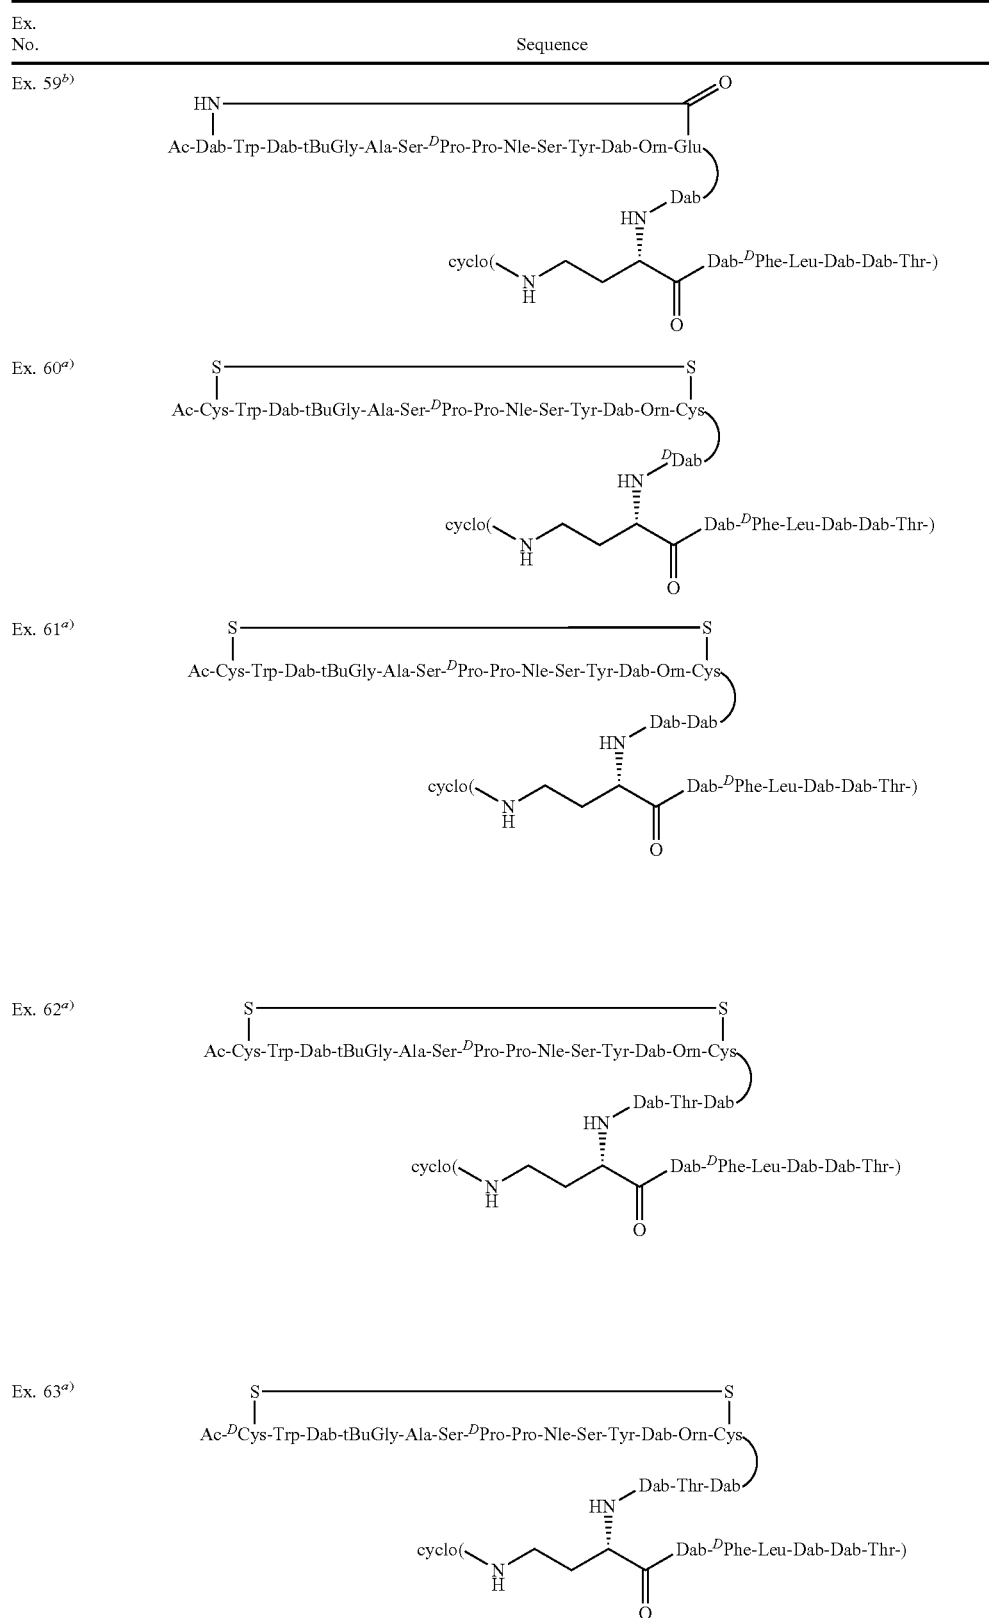 Ex.
No. Sequence
Ex. 59b)
HN O
Ac-Dab-Trp-Dab-tBuGly-Ala-Ser-DPro-Pro-Nle-Ser-Tyr-Dab-Orn-Glu
Dab
HN
cyclo( N H Dab-DPhe-Leu-Dab-Dab-Thr-)
O
Ex. 60a)
S S
Ac-Cys-Trp-Dab-tBuGly-Ala-Ser-DPro-Pro-Nle-Ser-Tyr-Dab-Orn-Cys
DDab
HN
cyclo( N H Dab-DPhe-Leu-Dab-Dab-Thr-)
O
Ex. 61a)
S S
Ac-Cys-Trp-Dab-tBuGly-Ala-Ser-DPro-Pro-Nle-Ser-Tyr-Dab-Orn-Cys
Dab-Dab
HN
cyclo( N H Dab-DPhe-Leu-Dab-Dab-Thr-)
O
Ex. 62a)
S S
Ac-Cys-Trp-Dab-tBuGly-Ala-Ser-DPro-Pro-Nle-Ser-Tyr-Dab-Orn-Cys
Dab-Thr-Dab
HN
cyclo( N H Dab-DPhe-Leu-Dab-Dab-Thr-)
O
Ex. 63a)
S S
Ac-DCys-Trp-Dab-tBuGly-Ala-Ser-DPro-Pro-Nle-Ser-Tyr-Dab-Orn-Cys
Dab-Thr-Dab
HN
cyclo( N H Dab-DPhe-Leu-Dab-Dab-Thr-)
O